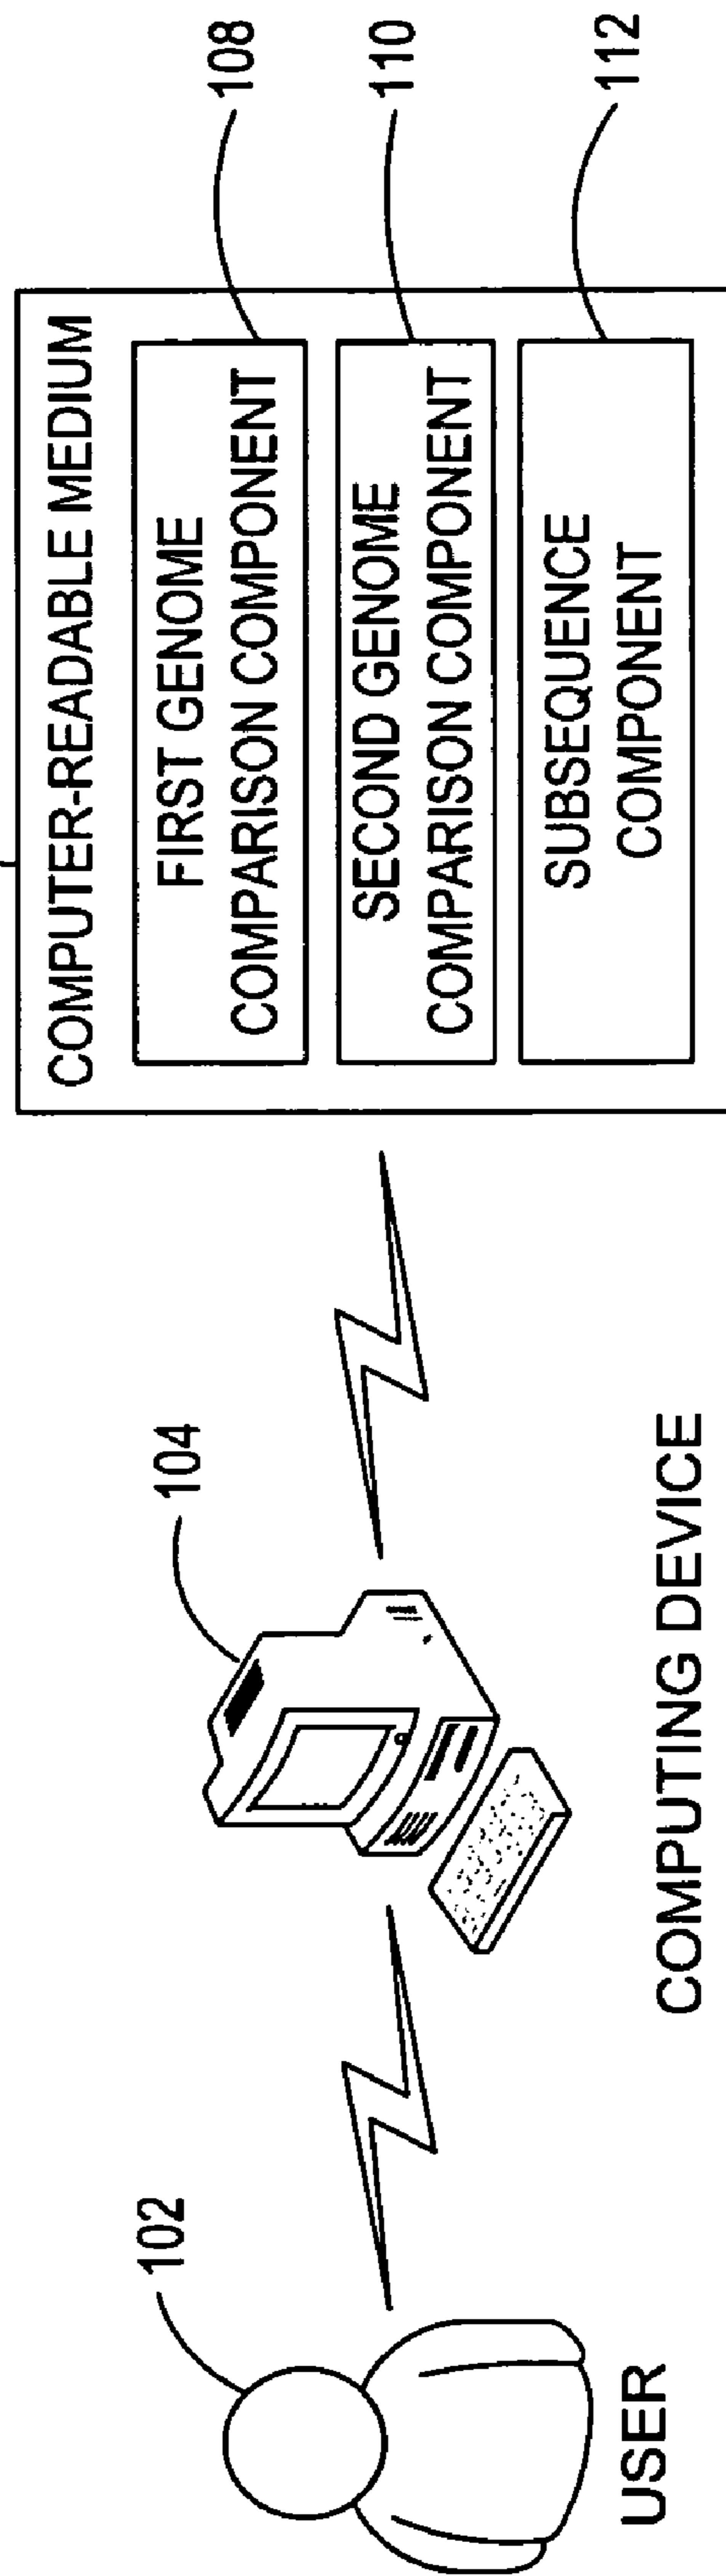 102
USER
104
COMPUTING DEVICE
COMPUTER-READABLE MEDIUM
FIRST GENOME
COMPARISON COMPONENT
108
SECOND GENOME
COMPARISON COMPONENT
110
SUBSEQUENCE
COMPONENT
112